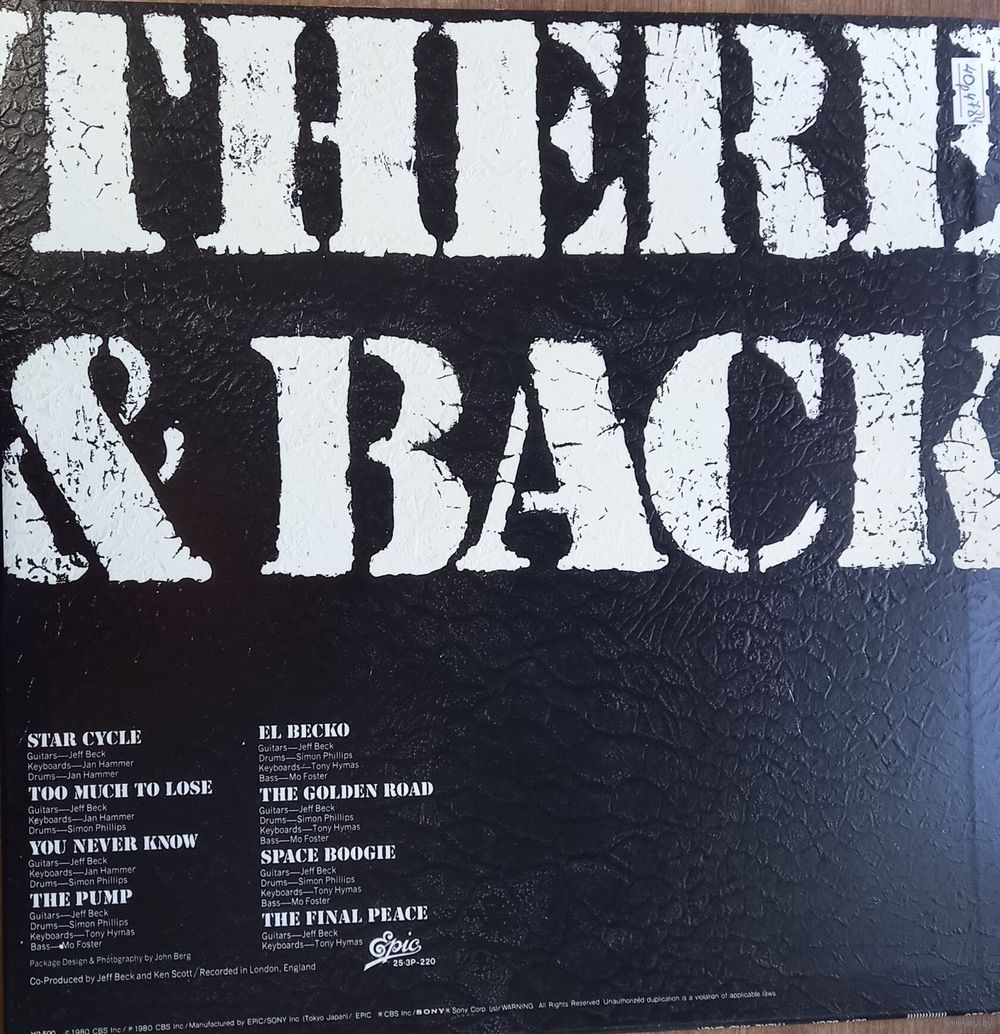 THERE
& BACK
STAR CYCLE
Guitars—Jeff Beck
Keyboards—Jan Hammer
Drums—Jan Hammer
TOO MUCH TO LOSE
Guitars—Jeff Beck
Keyboards—Jan Hammer
Drums—Simon Phillips
YOU NEVER KNOW
Guitars—Jeff Beck
Keyboards—Jan Hammer
Drums—Simon Phillips
THE PUMP
Guitars—Jeff Beck
Drums—Simon Phillips
Keyboards—Tony Hymas
Bass—Mo Foster
EL BECKO
Guitars—Jeff Beck
Drums—Simon Phillips
Keyboards—Tony Hymas
Bass—Mo Foster
THE GOLDEN ROAD
Guitars—Jeff Beck
Drums—Simon Phillips
Keyboards—Tony Hymas
Bass—Mo Foster
SPACE BOOGIE
Guitars—Jeff Beck
Drums—Simon Phillips
Keyboards—Tony Hymas
Bass—Mo Foster
THE FINAL PEACE
Guitars—Jeff Beck
Keyboards—Tony Hymas
Epic
25·3P-220
Package Design & Photography by John Berg
Co-Produced by Jeff Beck and Ken Scott/Recorded in London, England
© 1980 CBS Inc/℗ 1980 CBS Inc/Manufactured by EPIC/SONY Inc (Tokyo Japan)/ EPIC ® CBS Inc/SONY ® Sony Corp WARNING All Rights Reserved Unauthorized duplication is a violation of applicable laws